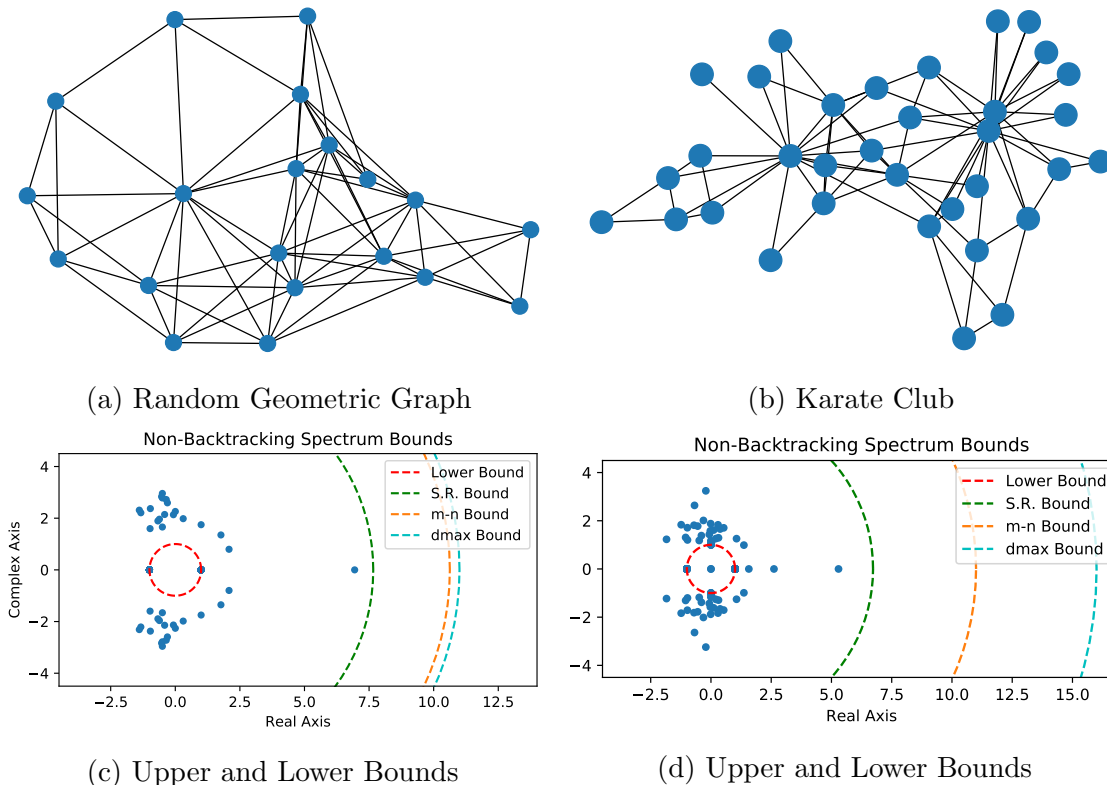 (a) Random Geometric Graph
(b) Karate Club
Non-Backtracking Spectrum Bounds
Complex Axis
4
2
0
−2
−4
Lower Bound
S.R. Bound
m-n Bound
dmax Bound
−2.5 0.0 2.5 5.0 7.5 10.0 12.5
Real Axis
(c) Upper and Lower Bounds
Non-Backtracking Spectrum Bounds
4
2
0
−2
−4
Lower Bound
S.R. Bound
m-n Bound
dmax Bound
−5.0 −2.5 0.0 2.5 5.0 7.5 10.0 12.5 15.0
Real Axis
(d) Upper and Lower Bounds